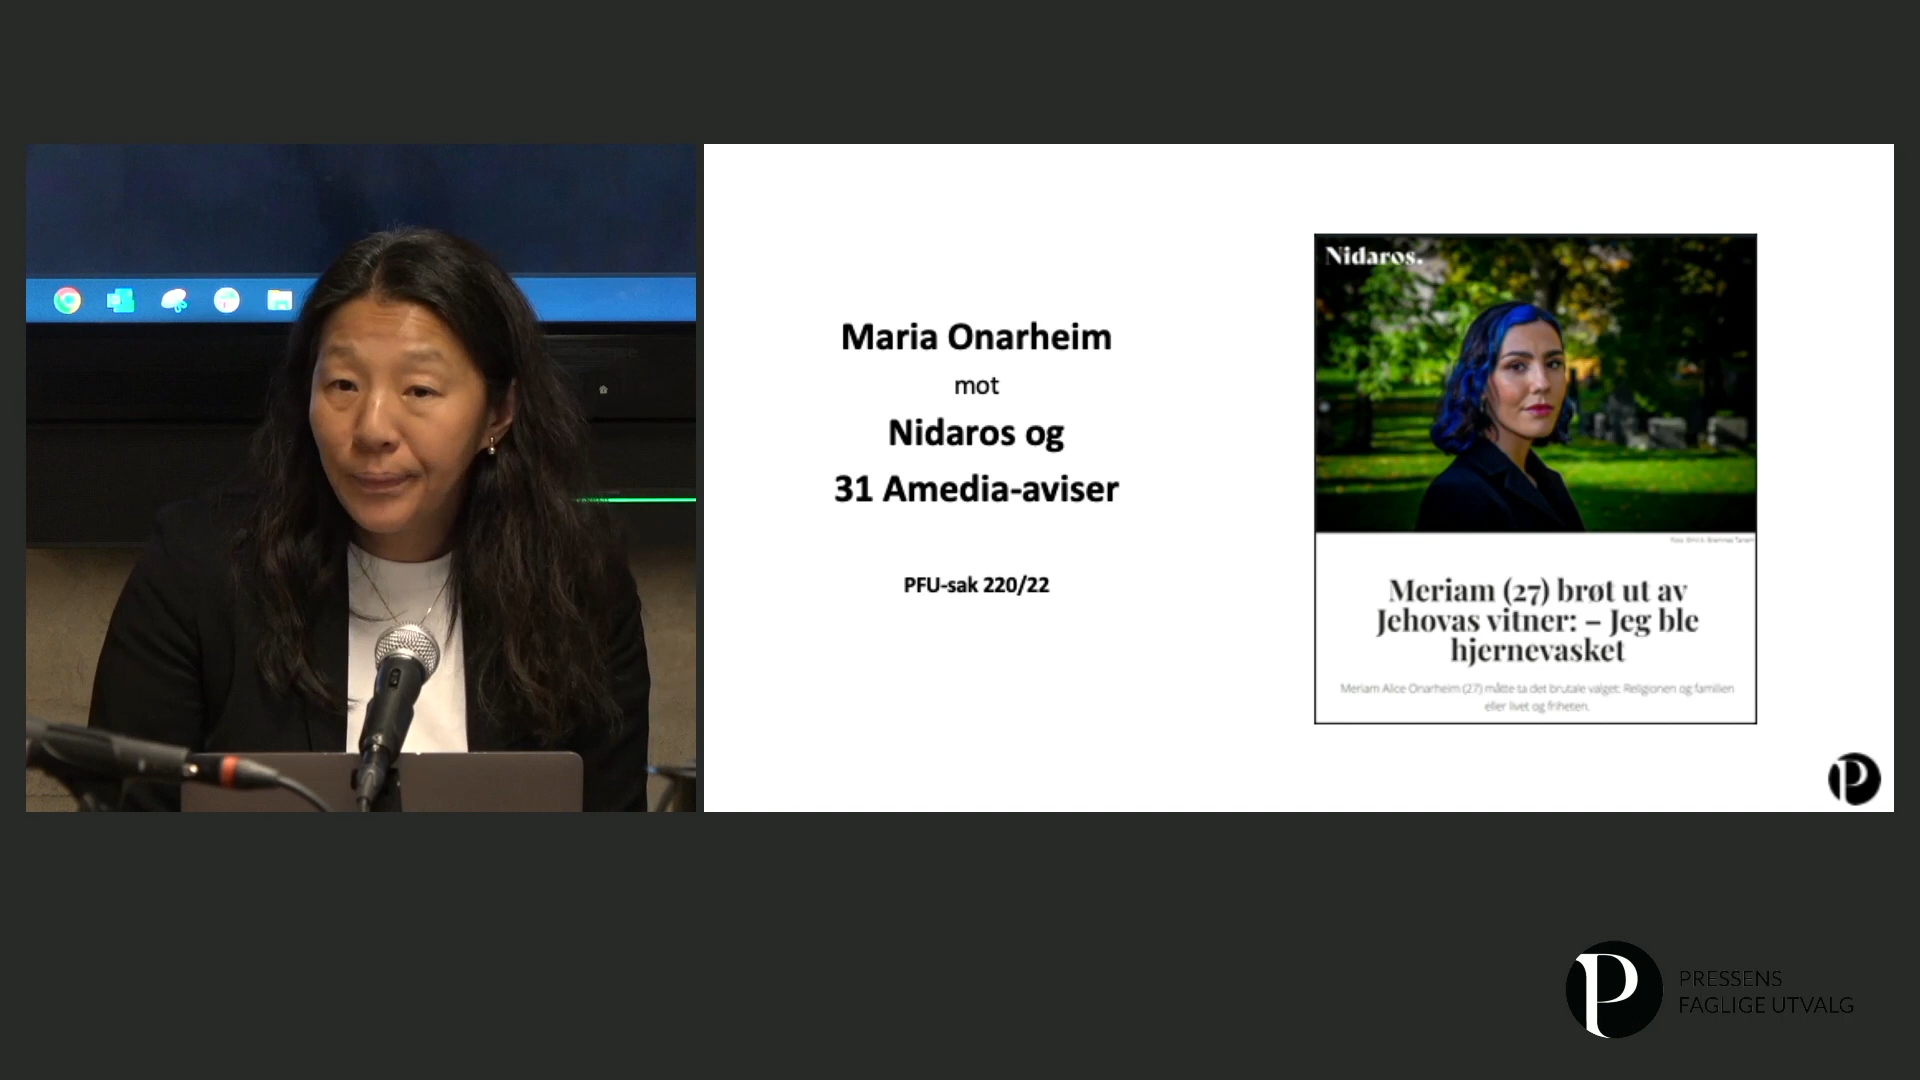 Maria Onarheim
mot
Nidaros og
31 Amedia-aviser
PFU-sak 220/22
Nidaros.
Meriam (27) brøt ut av
Jehovas vitner: – Jeg ble
hjernevasket
Meriam Alice Onarheim (27) måtte ta det brutale valget: Religionen og familien
eller livet og friheten.
PRESSENS
FAGLIGE UTVALG